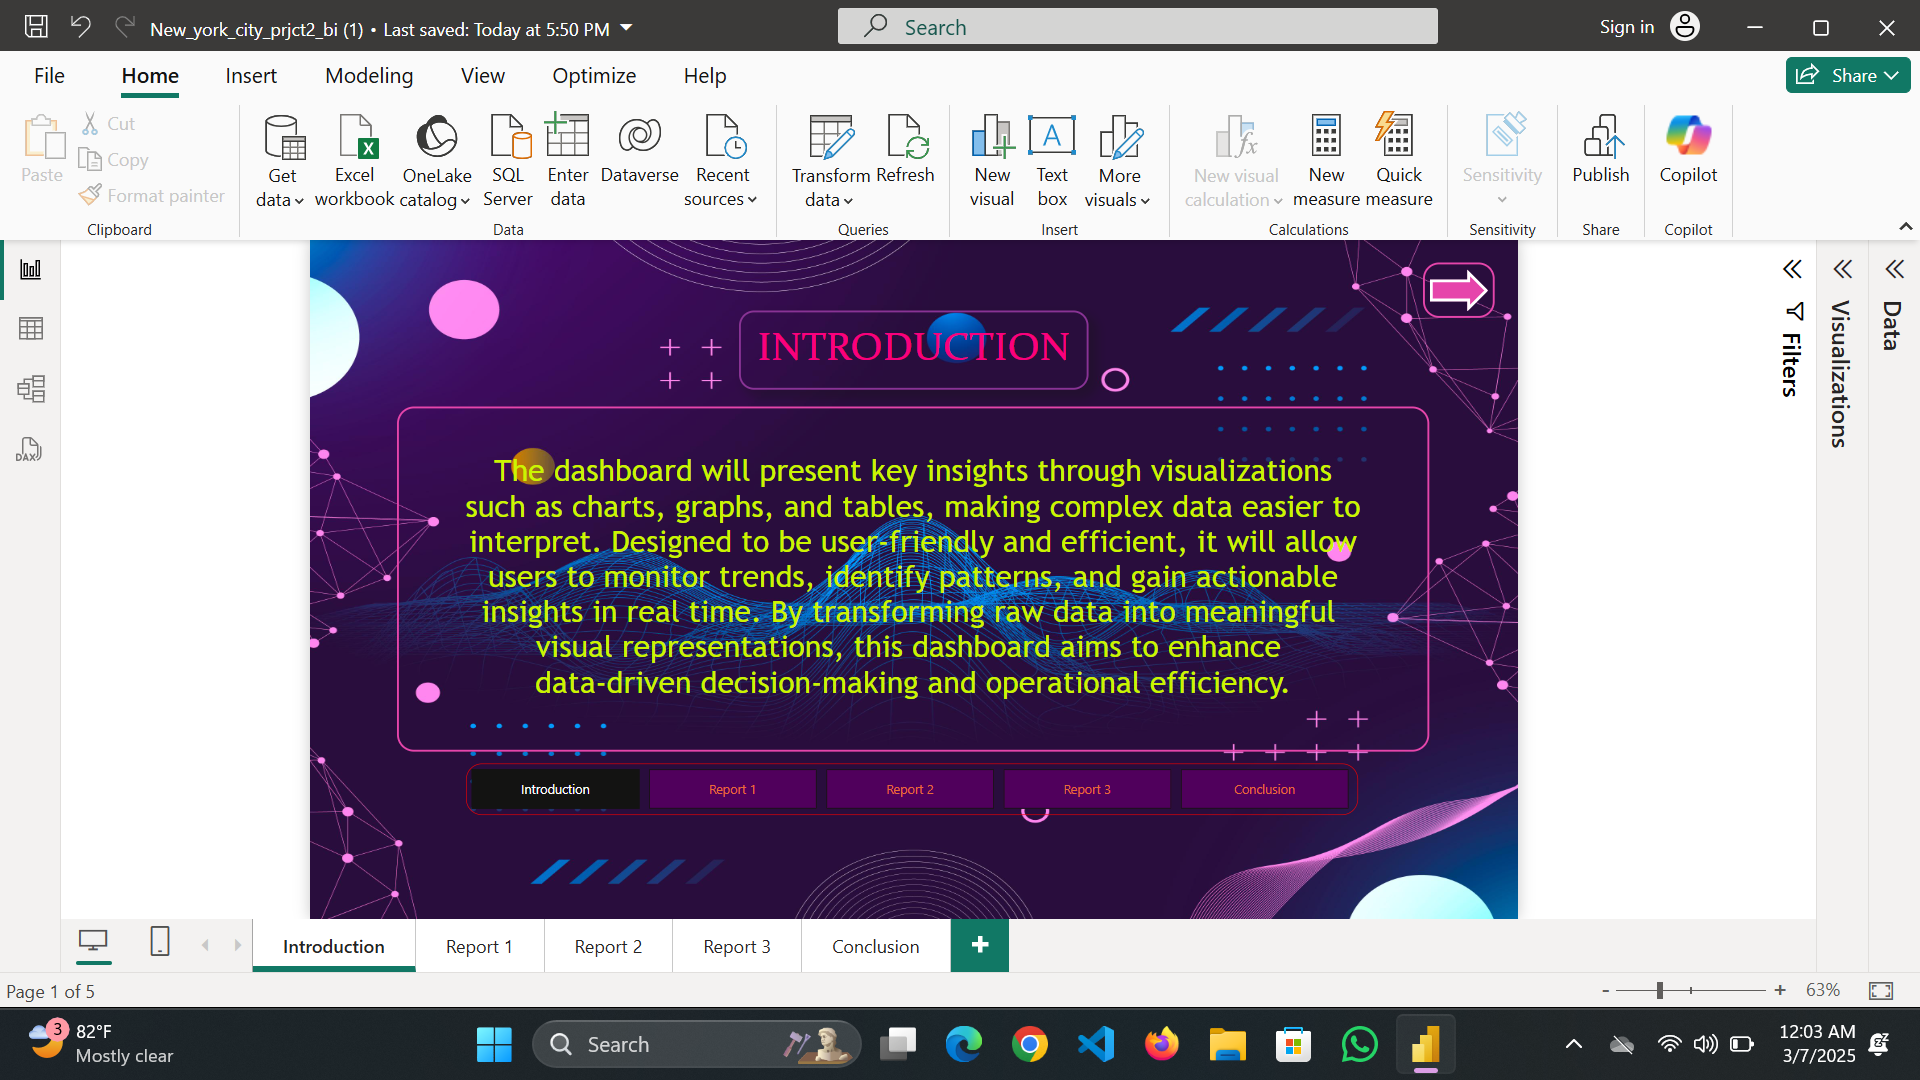 New_york_city_prjct2_bi (1) • Last saved: Today at 5:50 PM
Search
Sign in
File Home Insert Modeling View Optimize Help
Share
Paste
Cut
Copy
Format painter
Clipboard
Get data
Excel workbook
OneLake catalog
SQL Server
Enter data
Dataverse
Recent sources
Data
Transform data
Refresh
Queries
New visual
Text box
More visuals
Insert
New visual calculation
New measure
Quick measure
Calculations
Sensitivity
Sensitivity
Publish
Share
Copilot
Copilot
DAX
INTRODUCTION
The dashboard will present key insights through visualizations
such as charts, graphs, and tables, making complex data easier to
interpret. Designed to be user-friendly and efficient, it will allow
users to monitor trends, identify patterns, and gain actionable
insights in real time. By transforming raw data into meaningful
visual representations, this dashboard aims to enhance
data-driven decision-making and operational efficiency.
Introduction Report 1 Report 2 Report 3 Conclusion
Filters
Visualizations
Data
Introduction Report 1 Report 2 Report 3 Conclusion +
Page 1 of 5
- + 63%
3
82°F
Mostly clear
Search
12:03 AM
3/7/2025